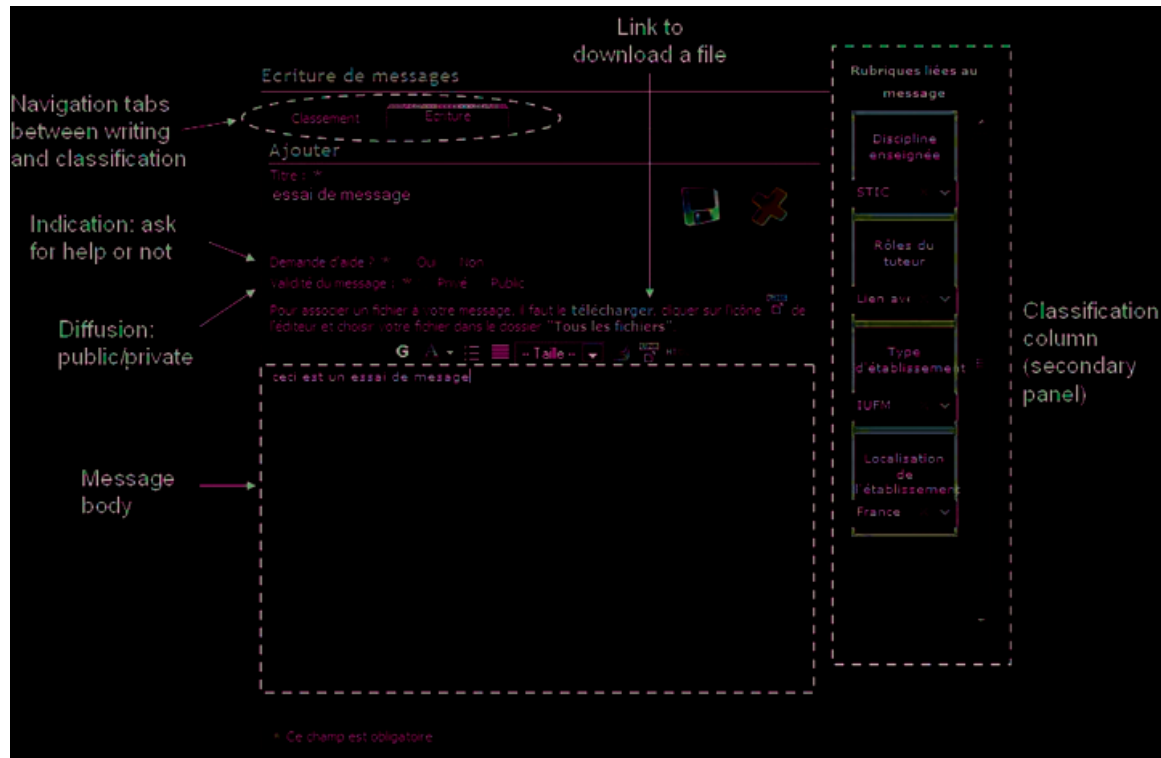 Link to
download a file
Ecriture de messages
Navigation tabs
between writing
and classification
Classement
Ecriture
Ajouter
Titre : *
essai de message
Indication: ask
for help or not
Demande d'aide ? * Oui Non
validité du message : * Privé Public
Diffusion:
public/private
Pour associer un fichier à votre message, il faut le télécharger, cliquer sur l'icône de
l'éditeur et choisir votre fichier dans le dossier "Tous les fichiers".
G A -- Taille --
ceci est un essai de mesage
Message
body
* Ce champ est obligatoire
Rubriques liées au
message
Discipline
enseignée
STIC
Rôles du
tuteur
Lien avi
Type
d'établissement
IUFM
Localisation
de
l'établissement
France
Classification
column
(secondary
panel)